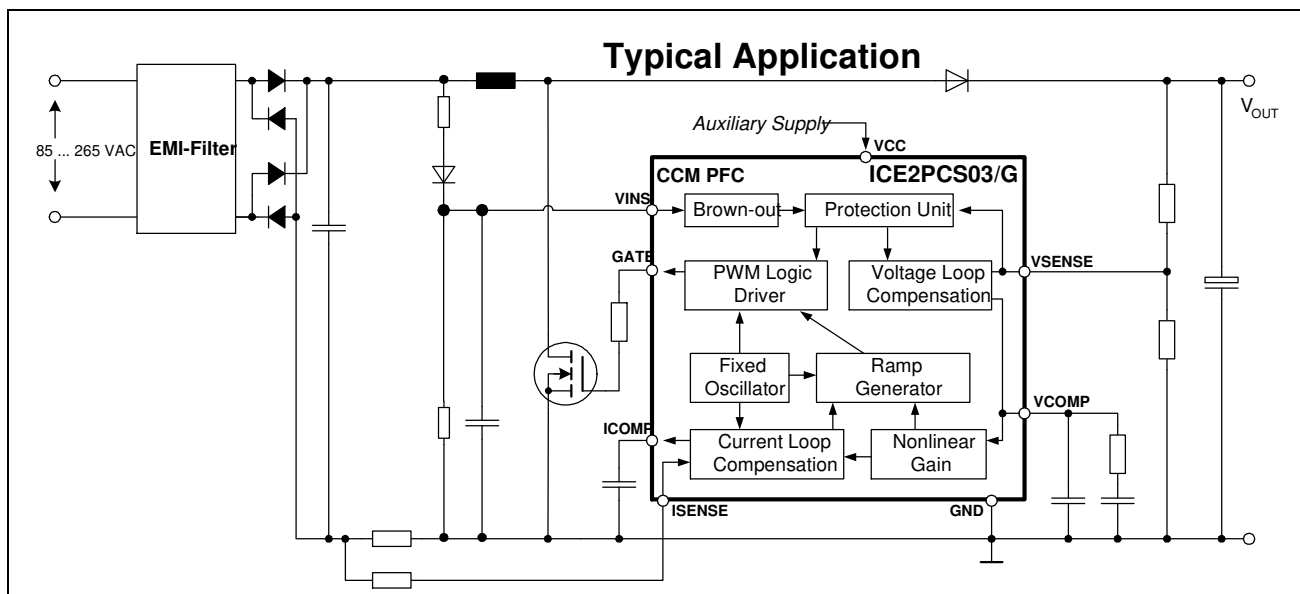 Typical Application
85 ... 265 VAC
EMI-Filter
Auxiliary Supply
VCC
V_OUT
CCM PFC
ICE2PCS03/G
VINS
Brown-out
Protection Unit
GATE
PWM Logic
Driver
Voltage Loop
Compensation
VSENSE
Fixed
Oscillator
Ramp
Generator
VCOMP
ICOMP
Current Loop
Compensation
Nonlinear
Gain
ISENSE
GND